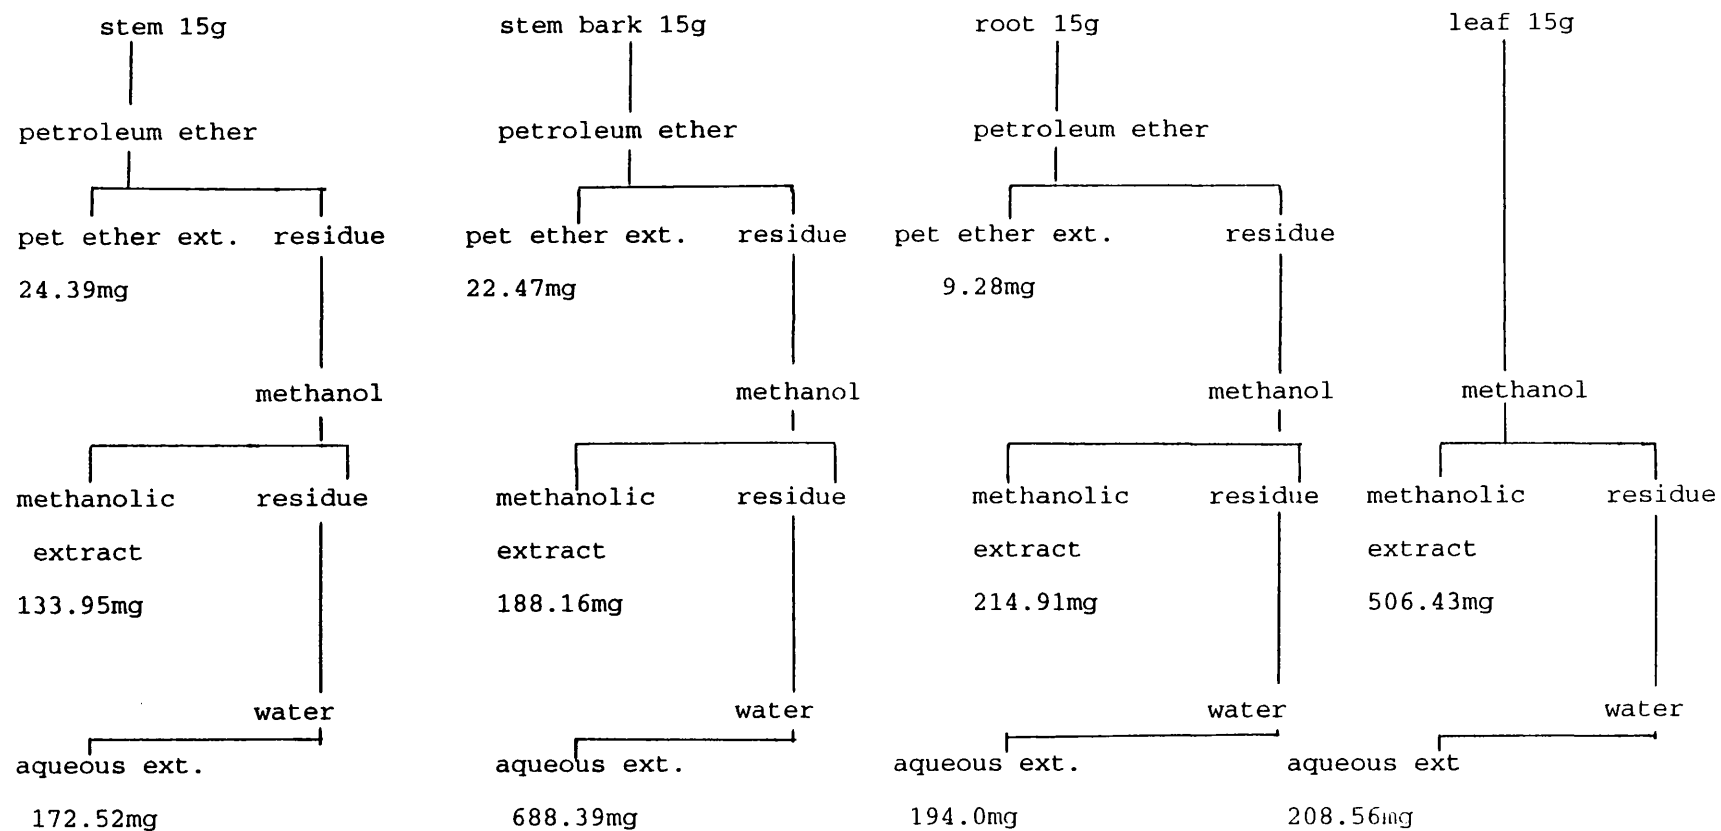 stem 15g
stem bark 15g
root 15g
leaf 15g
petroleum ether
petroleum ether
petroleum ether
pet ether ext.
residue
pet ether ext.
residue
pet ether ext.
residue
24.39mg
22.47mg
9.28mg
methanol
methanol
methanol
methanol
methanolic
residue
methanolic
residue
methanolic
residue
methanolic
residue
extract
extract
extract
extract
133.95mg
188.16mg
214.91mg
506.43mg
water
water
water
water
aqueous ext.
aqueous ext.
aqueous ext.
aqueous ext
172.52mg
688.39mg
194.0mg
208.56mg